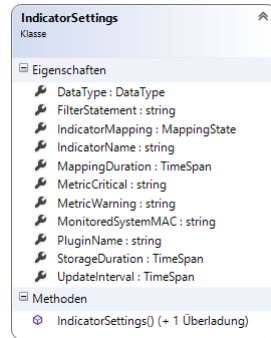 IndicatorSettings
Klasse
Eigenschaften
DataType : DataType
FilterStatement : string
IndicatorMapping : MappingState
IndicatorName : string
MappingDuration : TimeSpan
MetricCritical : string
MetricWarning : string
MonitoredSystemMAC : string
PluginName : string
StorageDuration : TimeSpan
UpdateInterval : TimeSpan
Methoden
IndicatorSettings() (+ 1 Überladung)